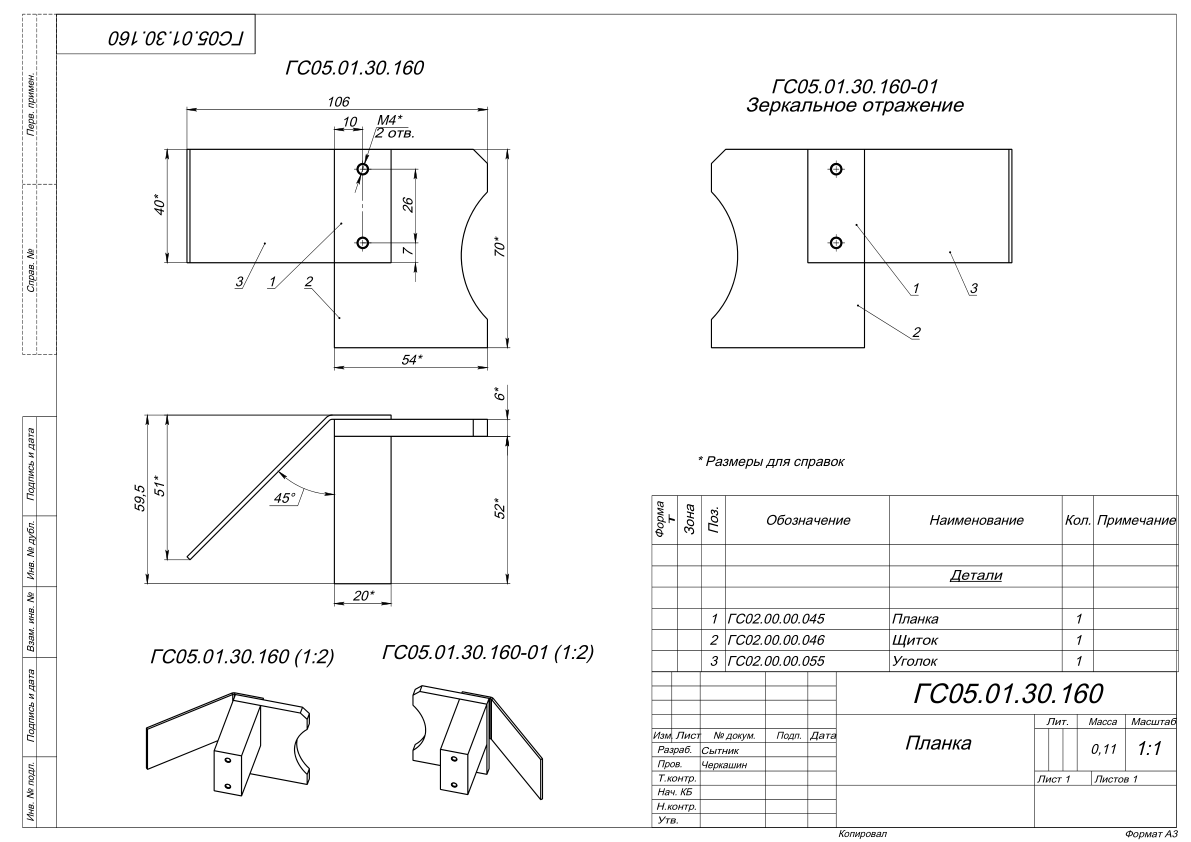 ГС05.01.30.160
Перв. примен.
Справ. №
Подпись и дата
Инв. № дубл.
Взам. инв. №
Подпись и дата
Инв. № подл.
ГС05.01.30.160
106
10
М4*
2 отв.
40*
26
7
70*
3
1
2
54*
ГС05.01.30.160-01
Зеркальное отражение
1
3
2
6*
59,5
51*
45°
52*
20*
* Размеры для справок
ГС05.01.30.160 (1:2)
ГС05.01.30.160-01 (1:2)
Форма
т
Зона
Поз.
Обозначение
Наименование
Кол.
Примечание
Детали
1 ГС02.00.00.045 Планка 1
2 ГС02.00.00.046 Щиток 1
3 ГС02.00.00.055 Уголок 1
ГС05.01.30.160
Изм. Лист № докум. Подп. Дата
Разраб. Сытник
Пров. Черкашин
Т.контр.
Нач. КБ
Н.контр.
Утв.
Планка
Лит. Масса Масштаб
0,11 1:1
Лист 1 Листов 1
Копировал Формат А3